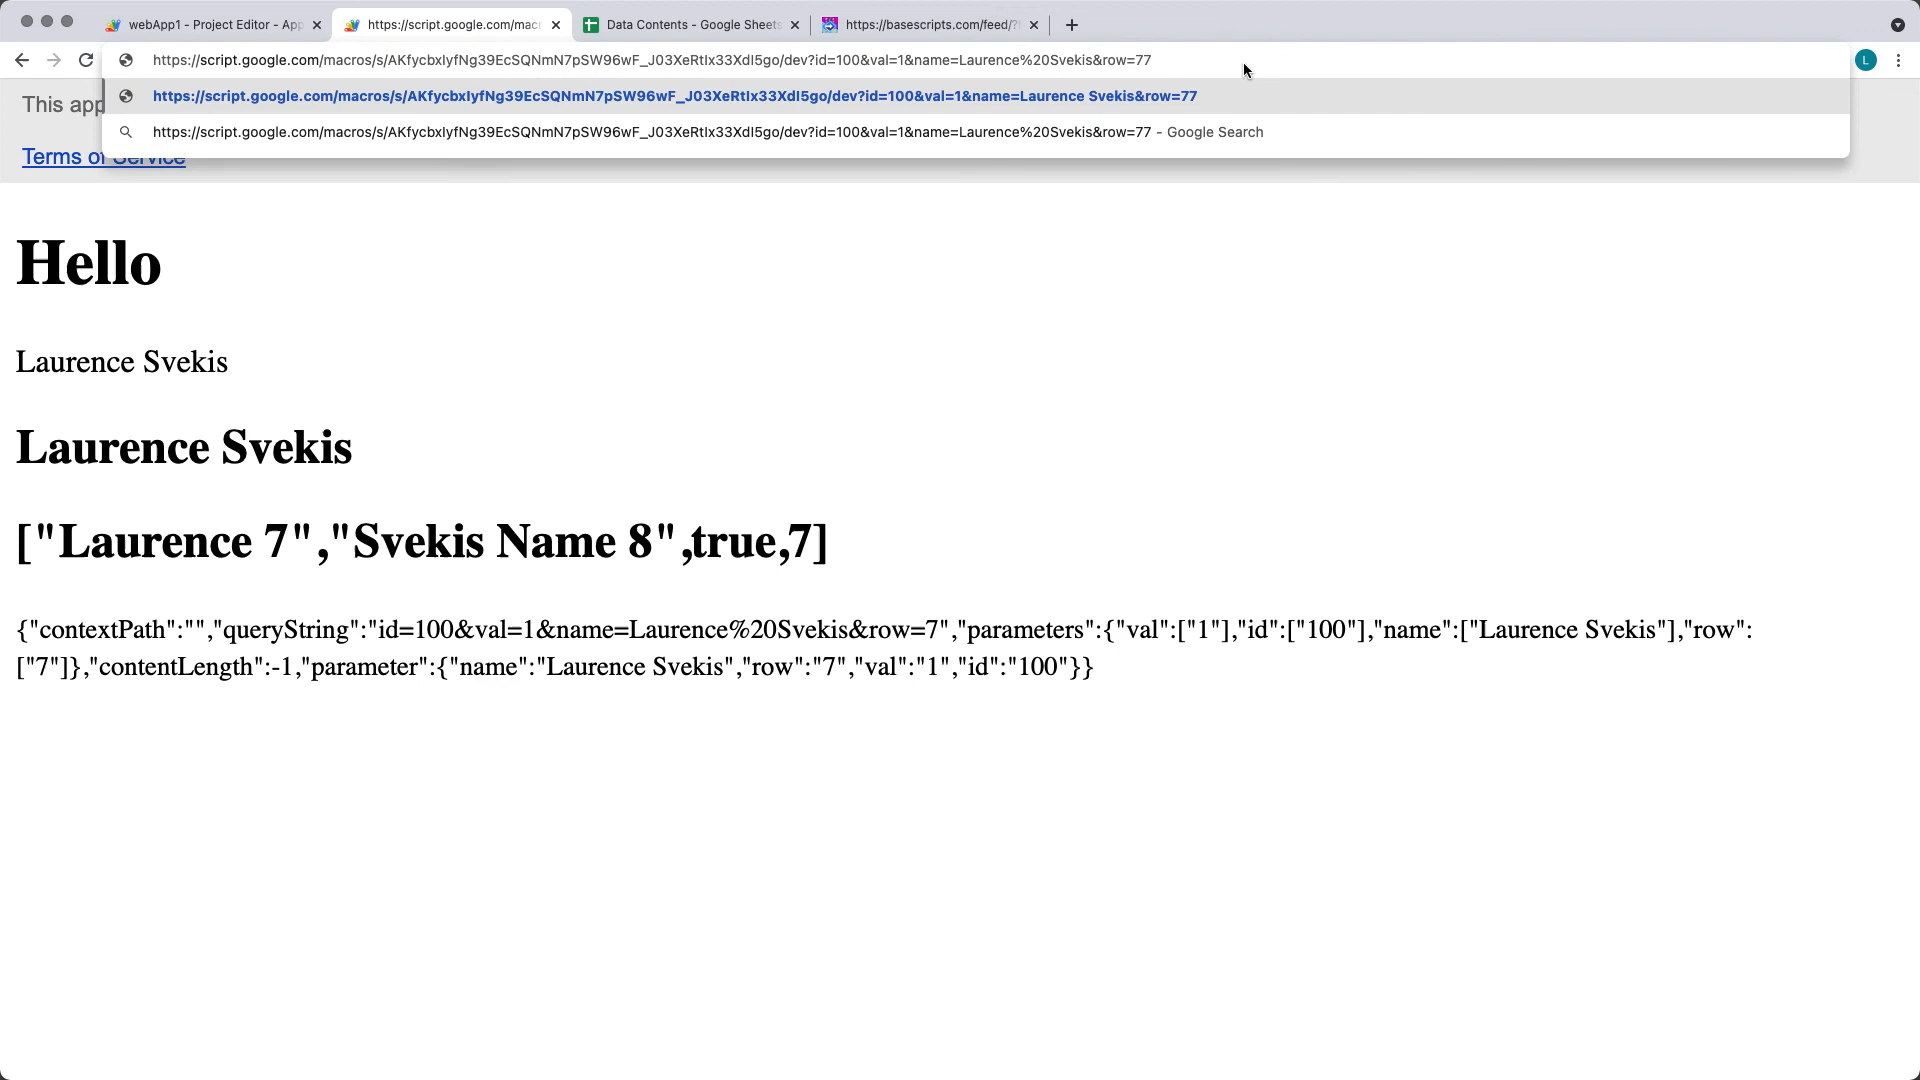 webApp1 - Project Editor - App
https://script.google.com/macr
Data Contents - Google Sheets
https://basescripts.com/feed/?
https://script.google.com/macros/s/AKfycbxIyfNg39EcSQNmN7pSW96wF_J03XeRtIx33XdI5go/dev?id=100&val=1&name=Laurence%20Svekis&row=77
L
https://script.google.com/macros/s/AKfycbxIyfNg39EcSQNmN7pSW96wF_J03XeRtIx33XdI5go/dev?id=100&val=1&name=Laurence Svekis&row=77
This app
https://script.google.com/macros/s/AKfycbxIyfNg39EcSQNmN7pSW96wF_J03XeRtIx33XdI5go/dev?id=100&val=1&name=Laurence%20Svekis&row=77 - Google Search
Terms of Service
Hello
Laurence Svekis
Laurence Svekis
["Laurence 7","Svekis Name 8",true,7]
{"contextPath":"","queryString":"id=100&val=1&name=Laurence%20Svekis&row=7","parameters":{"val":["1"],"id":["100"],"name":["Laurence Svekis"],"row":
["7"]},"contentLength":-1,"parameter":{"name":"Laurence Svekis","row":"7","val":"1","id":"100"}}